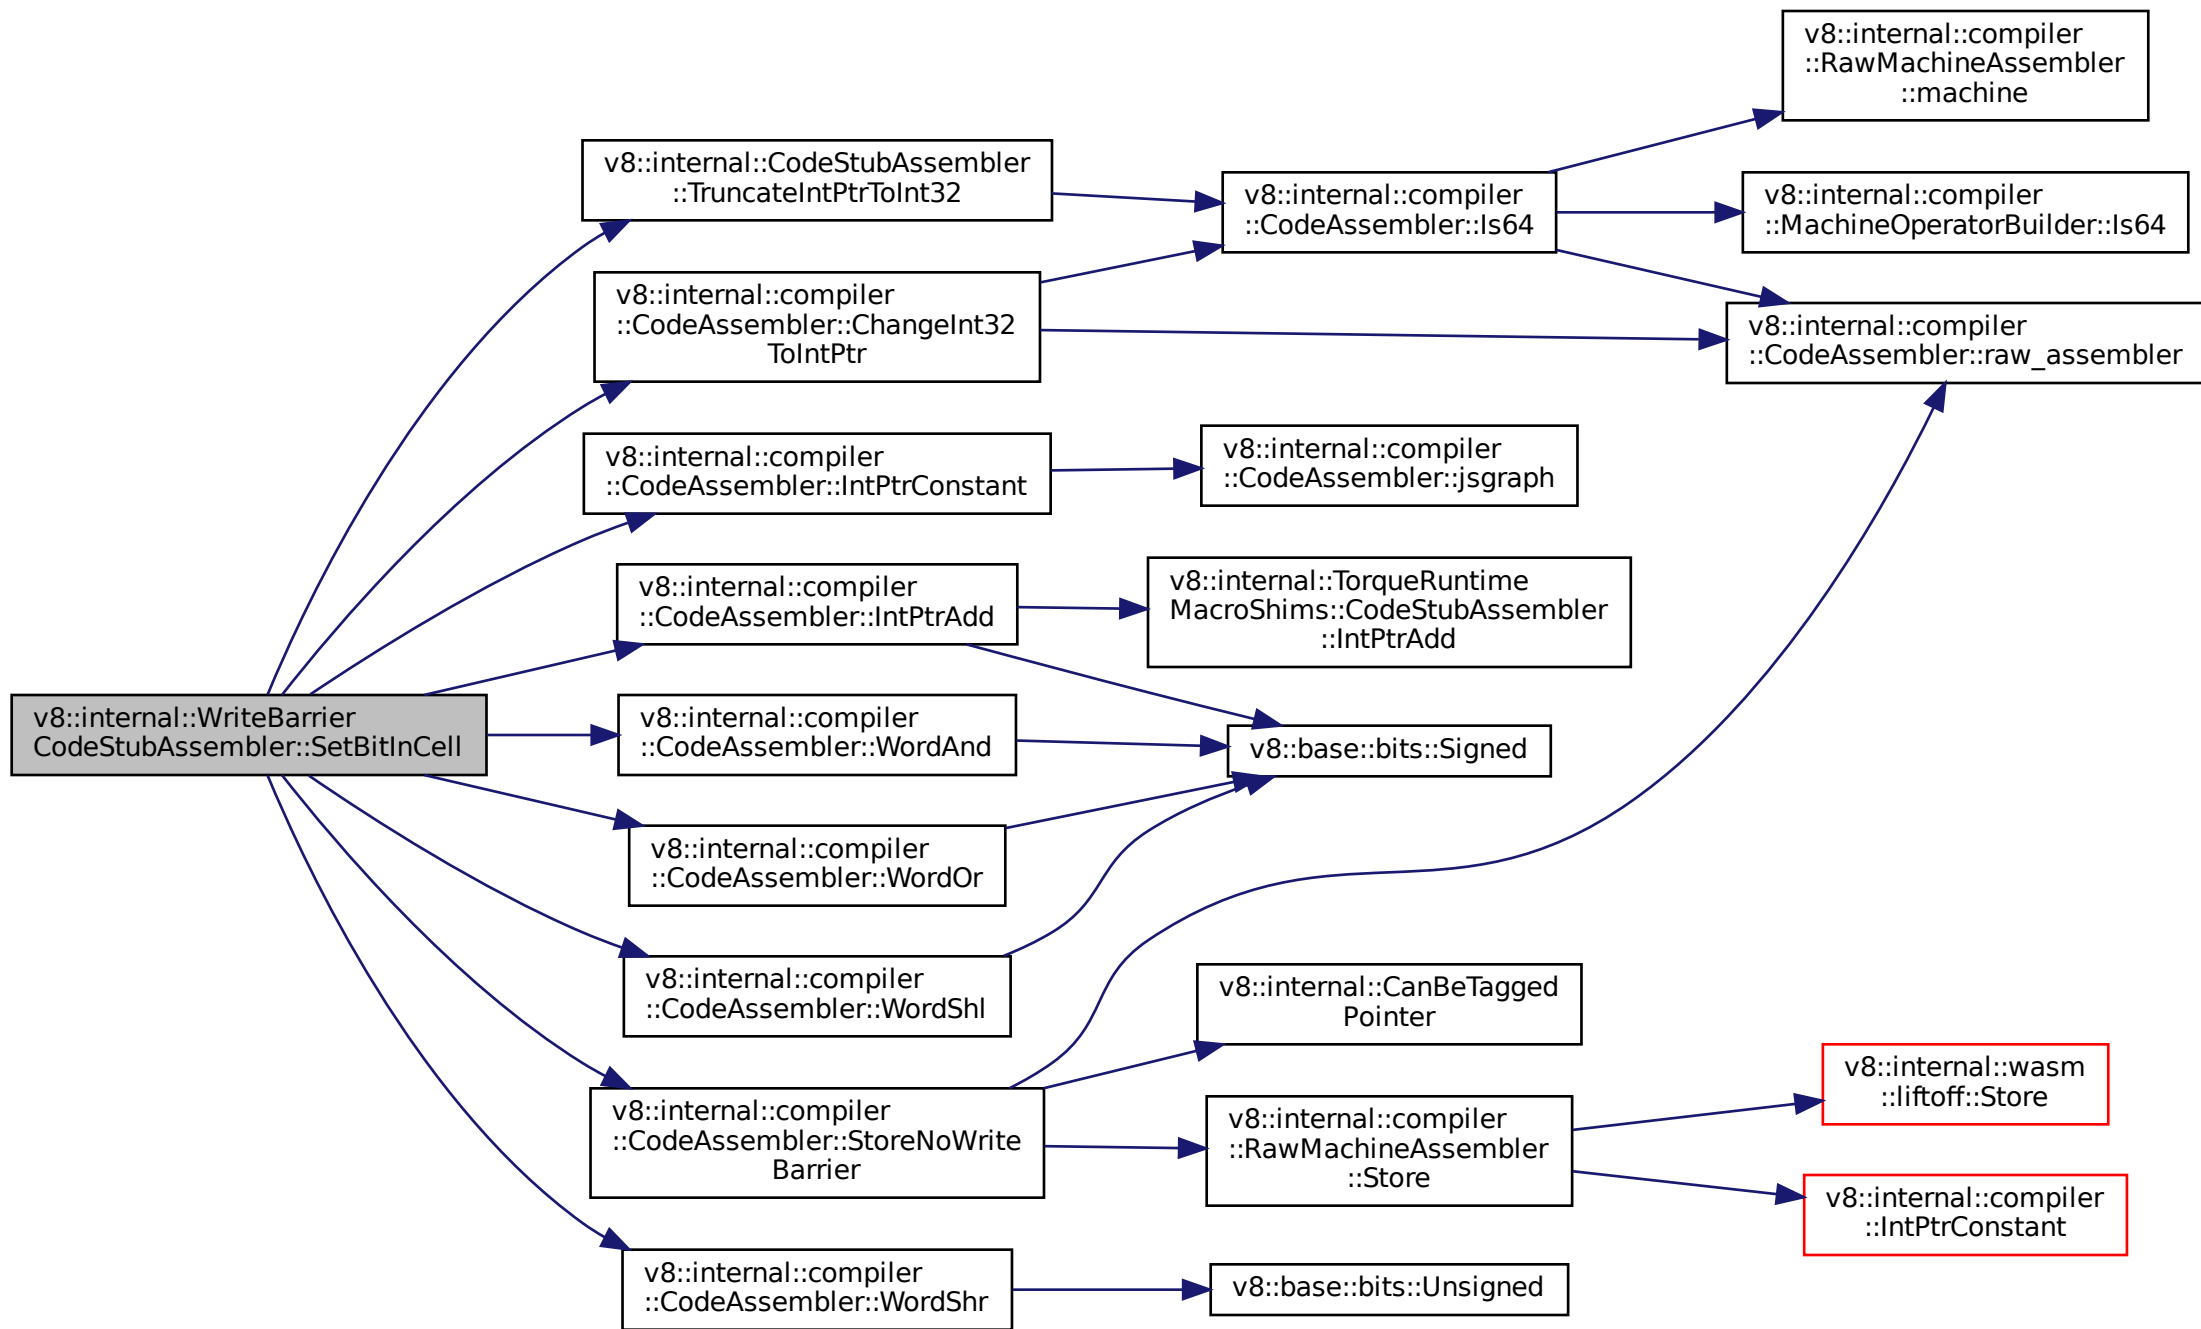 v8::internal::WriteBarrier
CodeStubAssembler::SetBitInCell
v8::internal::CodeStubAssembler
::TruncateIntPtrToInt32
v8::internal::compiler
::CodeAssembler::ChangeInt32
ToIntPtr
v8::internal::compiler
::CodeAssembler::IntPtrConstant
v8::internal::compiler
::CodeAssembler::IntPtrAdd
v8::internal::compiler
::CodeAssembler::WordAnd
v8::internal::compiler
::CodeAssembler::WordOr
v8::internal::compiler
::CodeAssembler::WordShl
v8::internal::compiler
::CodeAssembler::StoreNoWrite
Barrier
v8::internal::compiler
::CodeAssembler::WordShr
v8::internal::compiler
::CodeAssembler::Is64
v8::internal::compiler
::CodeAssembler::jsgraph
v8::internal::TorqueRuntime
MacroShims::CodeStubAssembler
::IntPtrAdd
v8::base::bits::Signed
v8::internal::CanBeTagged
Pointer
v8::internal::compiler
::RawMachineAssembler
::Store
v8::base::bits::Unsigned
v8::internal::compiler
::RawMachineAssembler
::machine
v8::internal::compiler
::MachineOperatorBuilder::Is64
v8::internal::compiler
::CodeAssembler::raw_assembler
v8::internal::wasm
::liftoff::Store
v8::internal::compiler
::IntPtrConstant